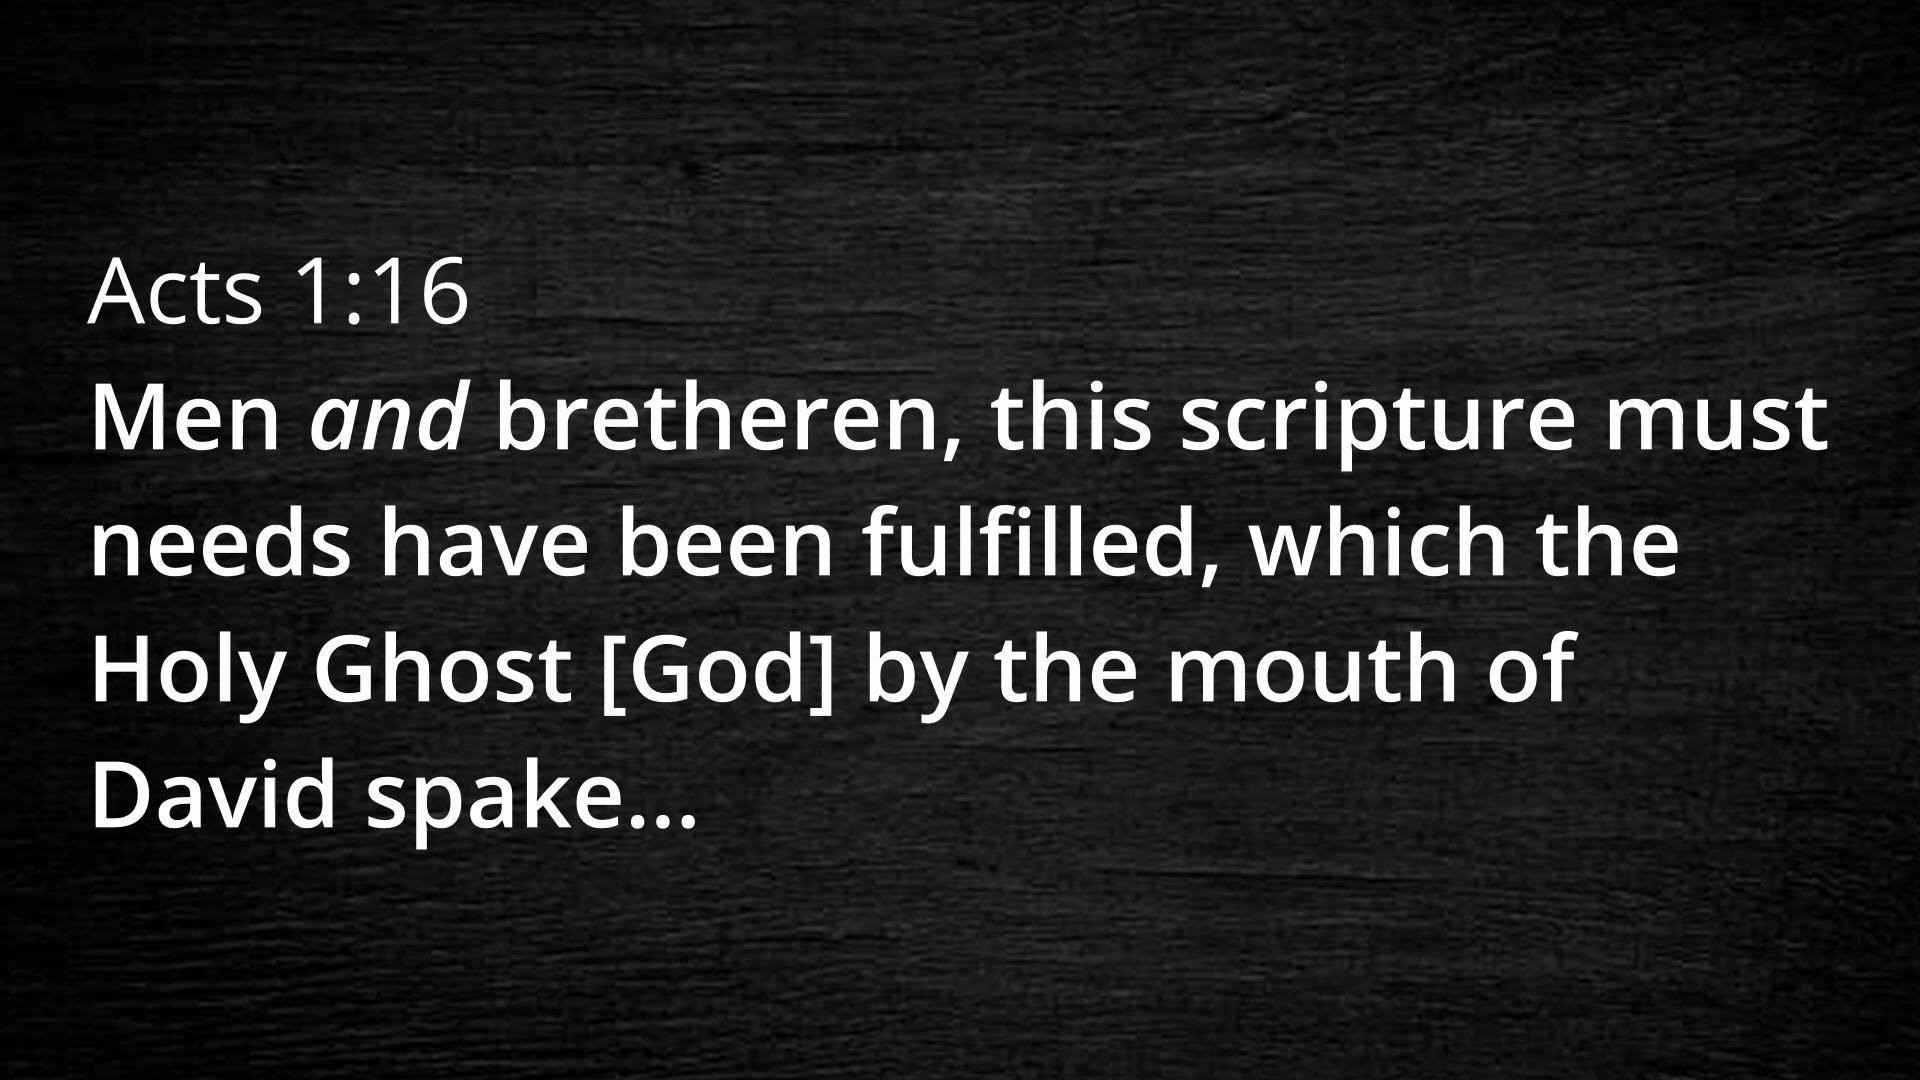 Acts 1:16
Men and bretheren, this scripture must
needs have been fulfilled, which the
Holy Ghost [God] by the mouth of
David spake...